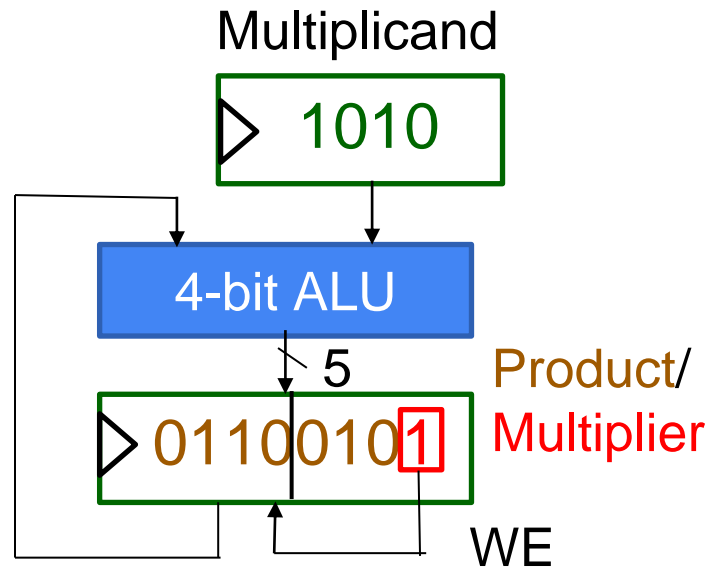 Multiplicand
1010
4-bit ALU
5
Product/
Multiplier
01100101
WE